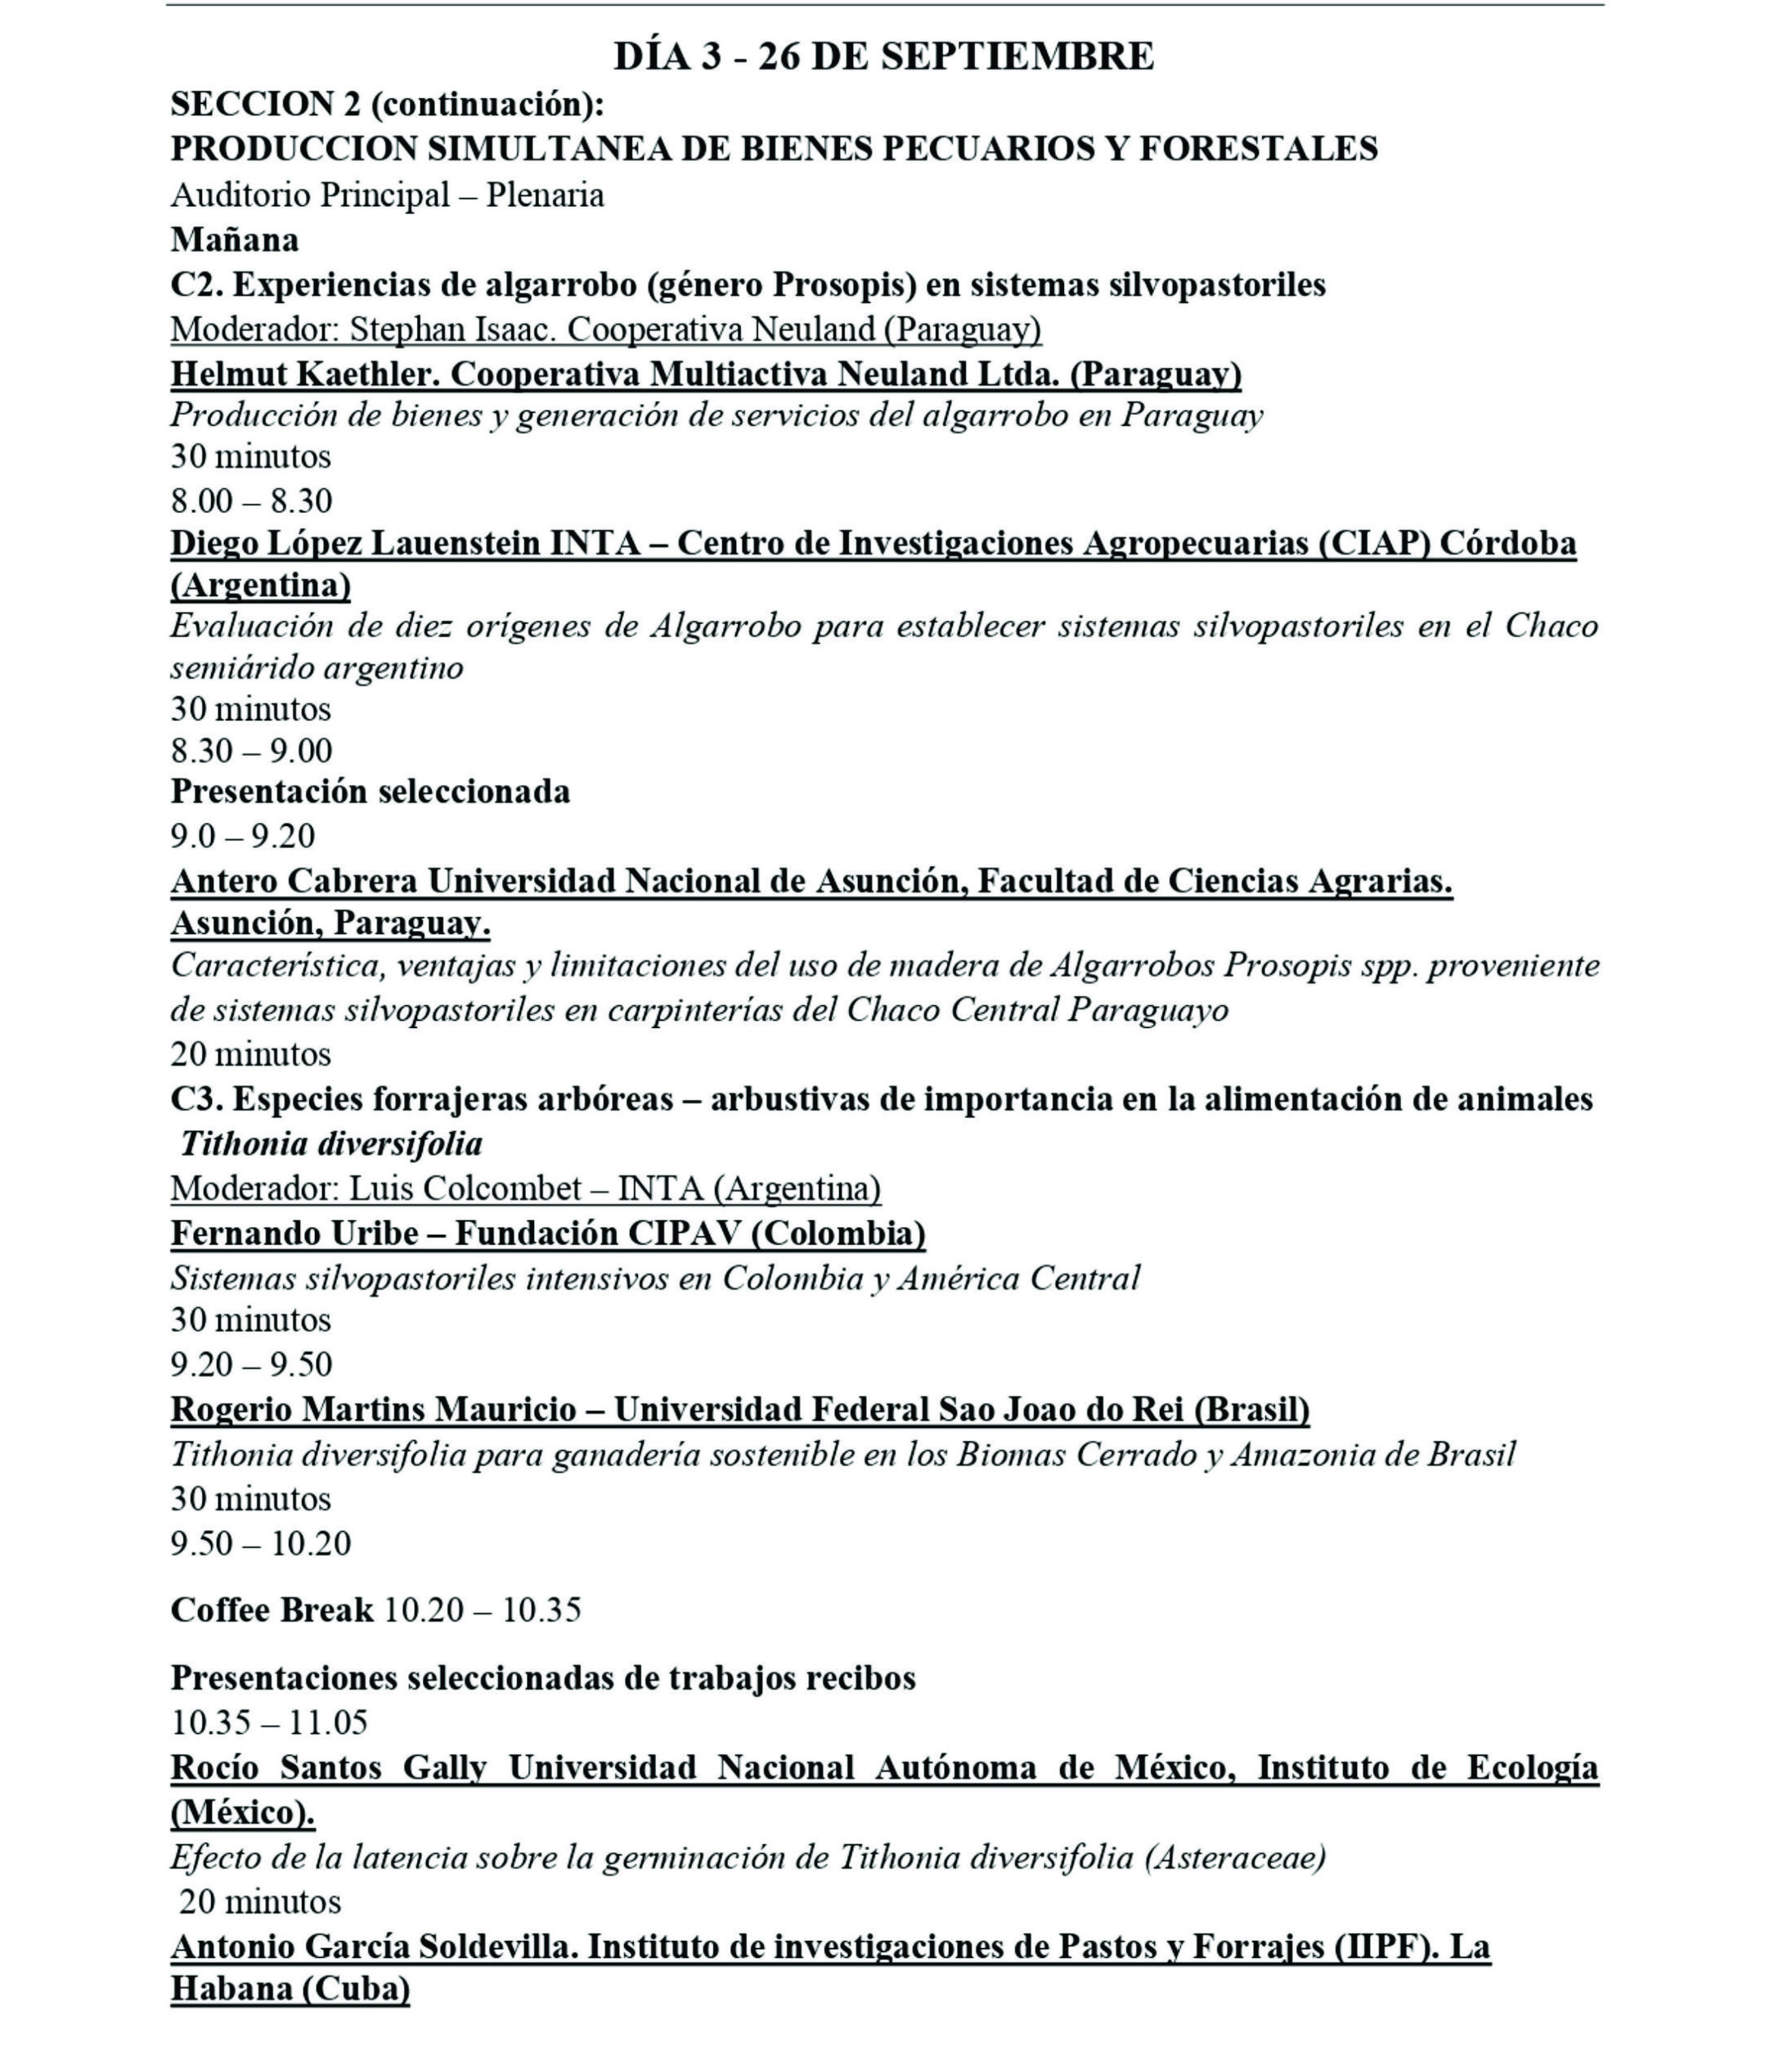 DÍA 3 - 26 DE SEPTIEMBRE
SECCION 2 (continuación):
PRODUCCION SIMULTANEA DE BIENES PECUARIOS Y FORESTALES
Auditorio Principal – Plenaria
Mañana
C2. Experiencias de algarrobo (género Prosopis) en sistemas silvopastoriles
Moderador: Stephan Isaac. Cooperativa Neuland (Paraguay)
Helmut Kaethler. Cooperativa Multiactiva Neuland Ltda. (Paraguay)
Producción de bienes y generación de servicios del algarrobo en Paraguay
30 minutos
8.00 – 8.30
Diego López Lauenstein INTA – Centro de Investigaciones Agropecuarias (CIAP) Córdoba
(Argentina)
Evaluación de diez orígenes de Algarrobo para establecer sistemas silvopastoriles en el Chaco
semiárido argentino
30 minutos
8.30 – 9.00
Presentación seleccionada
9.0 – 9.20
Antero Cabrera Universidad Nacional de Asunción, Facultad de Ciencias Agrarias.
Asunción, Paraguay.
Característica, ventajas y limitaciones del uso de madera de Algarrobos Prosopis spp. proveniente
de sistemas silvopastoriles en carpinterías del Chaco Central Paraguayo
20 minutos
C3. Especies forrajeras arbóreas – arbustivas de importancia en la alimentación de animales
Tithonia diversifolia
Moderador: Luis Colcombet – INTA (Argentina)
Fernando Uribe – Fundación CIPAV (Colombia)
Sistemas silvopastoriles intensivos en Colombia y América Central
30 minutos
9.20 – 9.50
Rogerio Martins Mauricio – Universidad Federal Sao Joao do Rei (Brasil)
Tithonia diversifolia para ganadería sostenible en los Biomas Cerrado y Amazonia de Brasil
30 minutos
9.50 – 10.20
Coffee Break 10.20 – 10.35
Presentaciones seleccionadas de trabajos recibos
10.35 – 11.05
Rocío Santos Gally Universidad Nacional Autónoma de México, Instituto de Ecología
(México).
Efecto de la latencia sobre la germinación de Tithonia diversifolia (Asteraceae)
20 minutos
Antonio García Soldevilla. Instituto de investigaciones de Pastos y Forrajes (IIPF). La
Habana (Cuba)